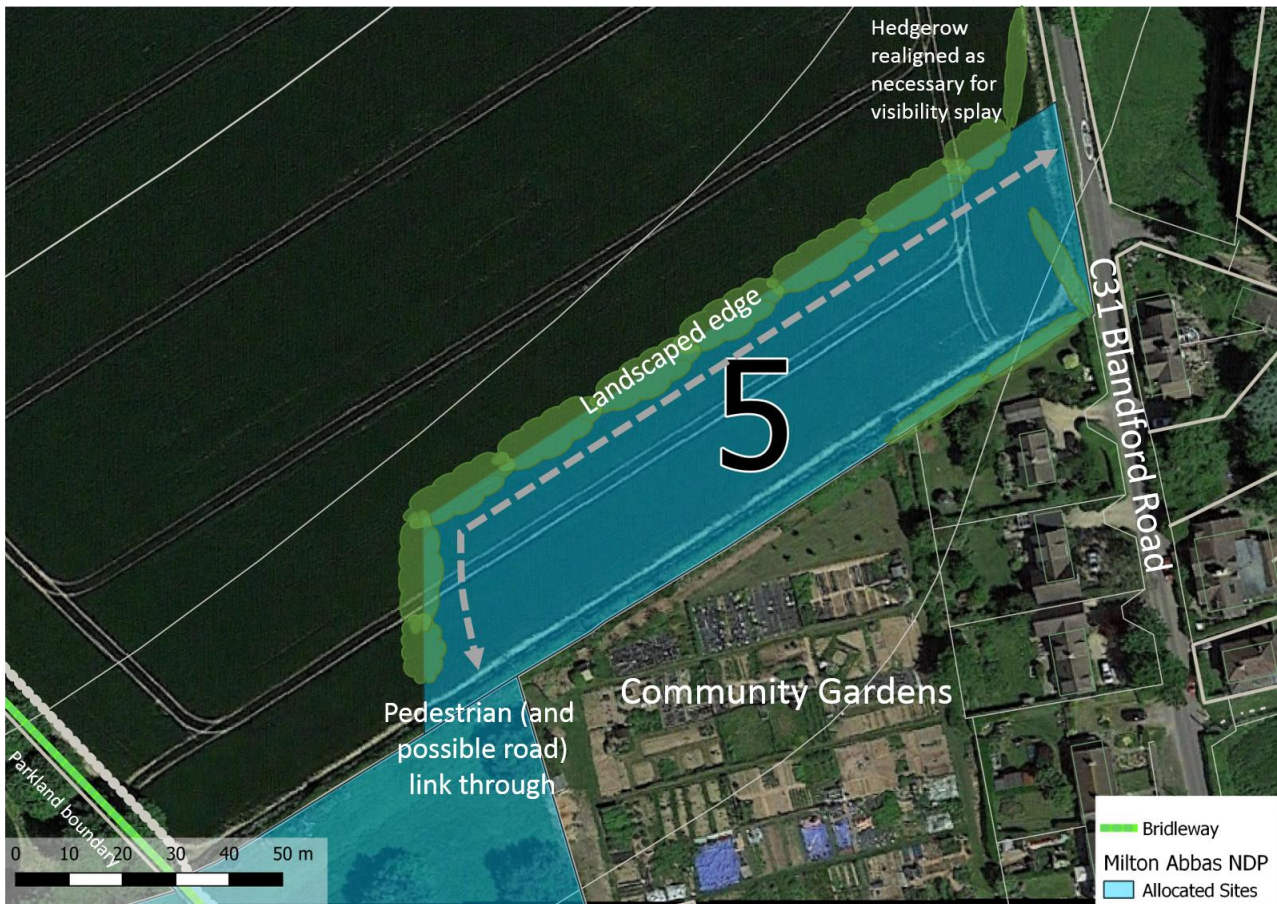 Hedgerow
realigned as
necessary for
visibility splay
Landscaped edge
5
C31 Blandford Road
Community Gardens
Pedestrian (and
possible road)
link through
Parkland boundary
0 10 20 30 40 50 m
Bridleway
Milton Abbas NDP
Allocated Sites